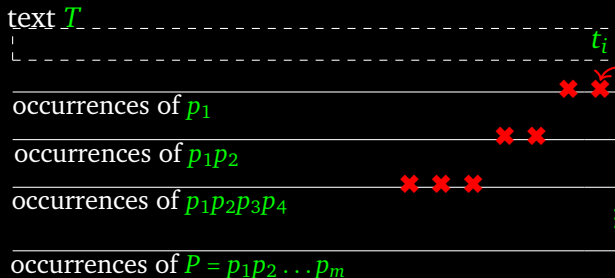 text T
t_i
occurrences of p_1
occurrences of p_1p_2
occurrences of p_1p_2p_3p_4
occurrences of P = p_1p_2 … p_m